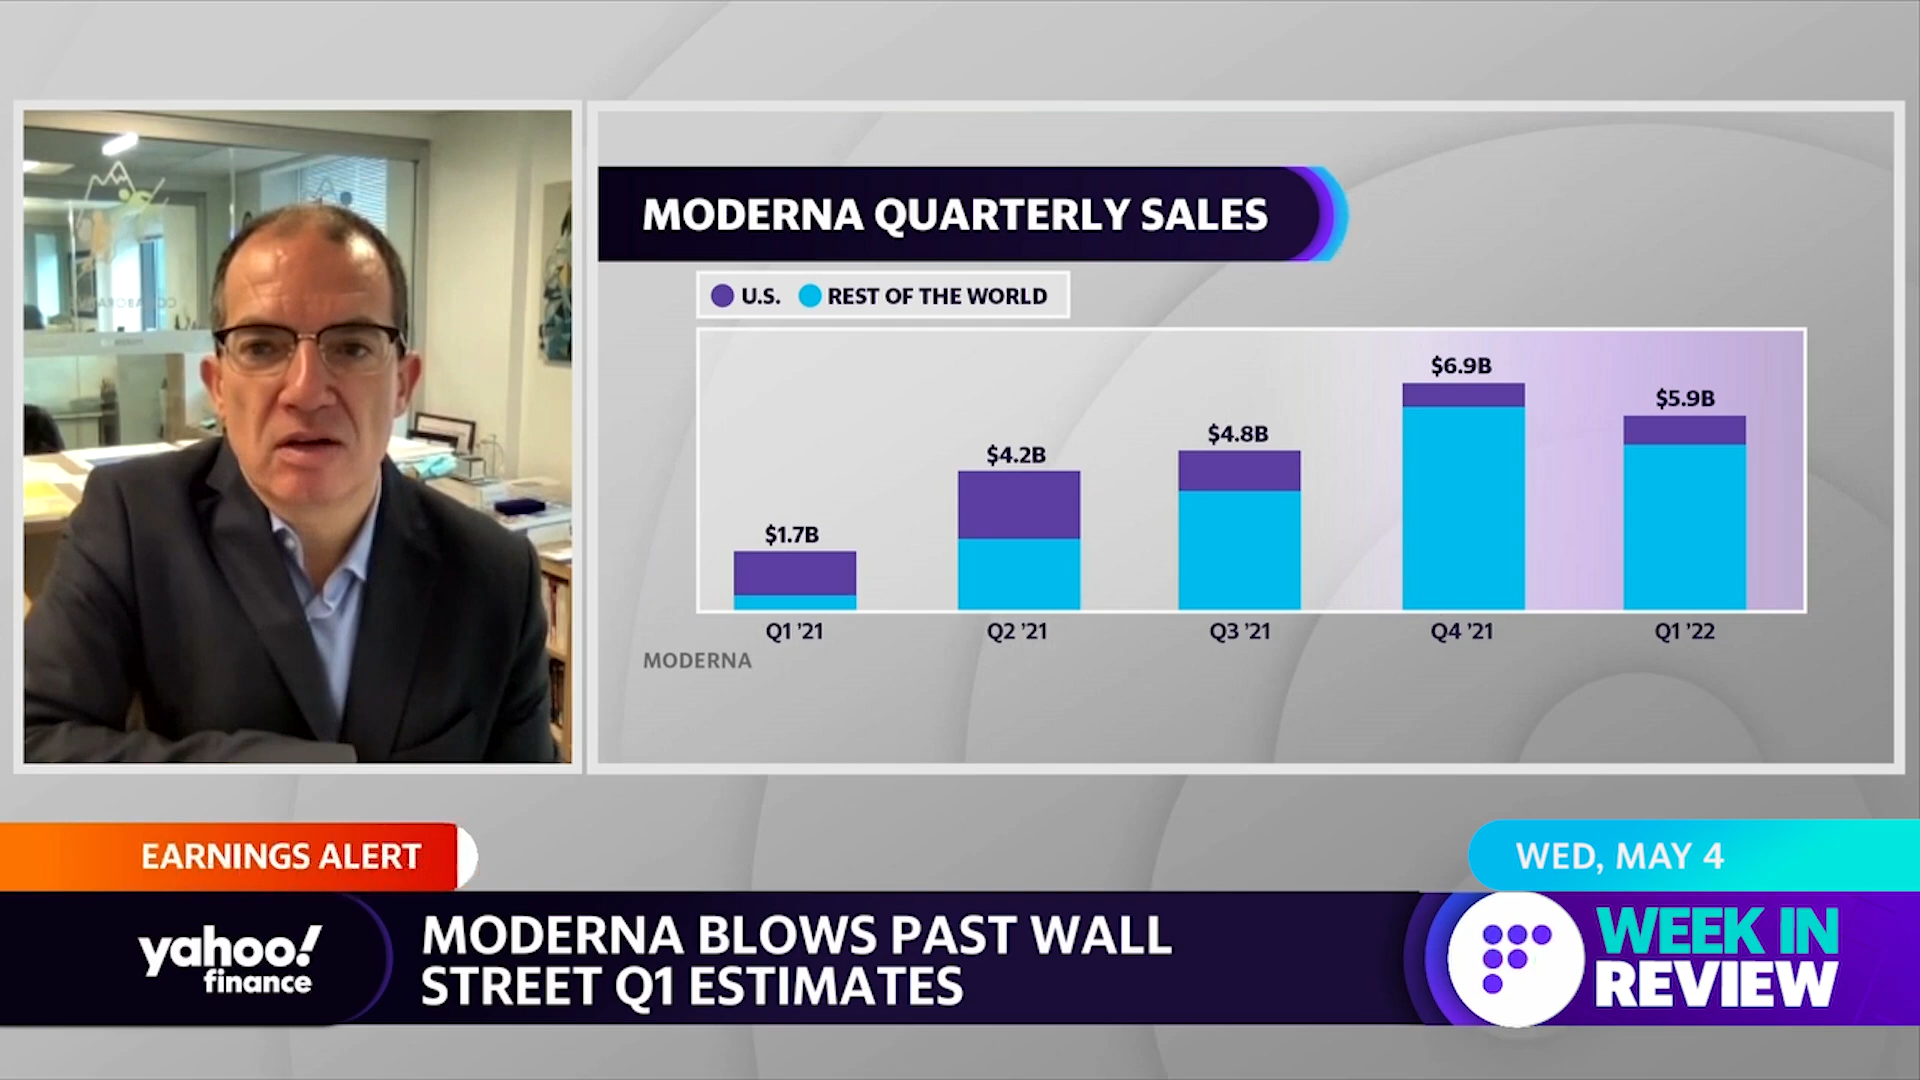 MODERNA QUARTERLY SALES
U.S. REST OF THE WORLD
$1.7B $4.2B $4.8B $6.9B $5.9B
Q1 ’21 Q2 ’21 Q3 ’21 Q4 ’21 Q1 ’22
MODERNA
EARNINGS ALERT
WED, MAY 4
yahoo!
finance
MODERNA BLOWS PAST WALL
STREET Q1 ESTIMATES
WEEK IN
REVIEW